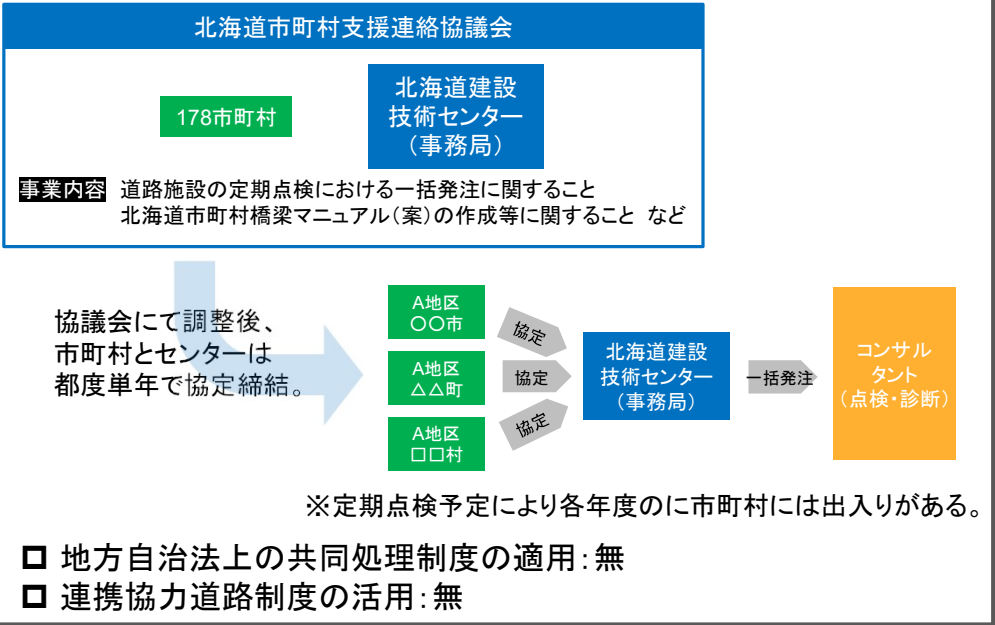 北海道市町村支援連絡協議会
178市町村
北海道建設
技術センター
（事務局）
事業内容 道路施設の定期点検における一括発注に関すること
北海道市町村橋梁マニュアル（案）の作成等に関すること など
協議会にて調整後、
市町村とセンターは
都度単年で協定締結。
A地区
〇〇市
協定
A地区
△△町
協定
A地区
□□村
協定
北海道建設
技術センター
（事務局）
一括発注
コンサル
タント
（点検・診断）
※定期点検予定により各年度のに市町村には出入りがある。
□ 地方自治法上の共同処理制度の適用：無
□ 連携協力道路制度の活用：無